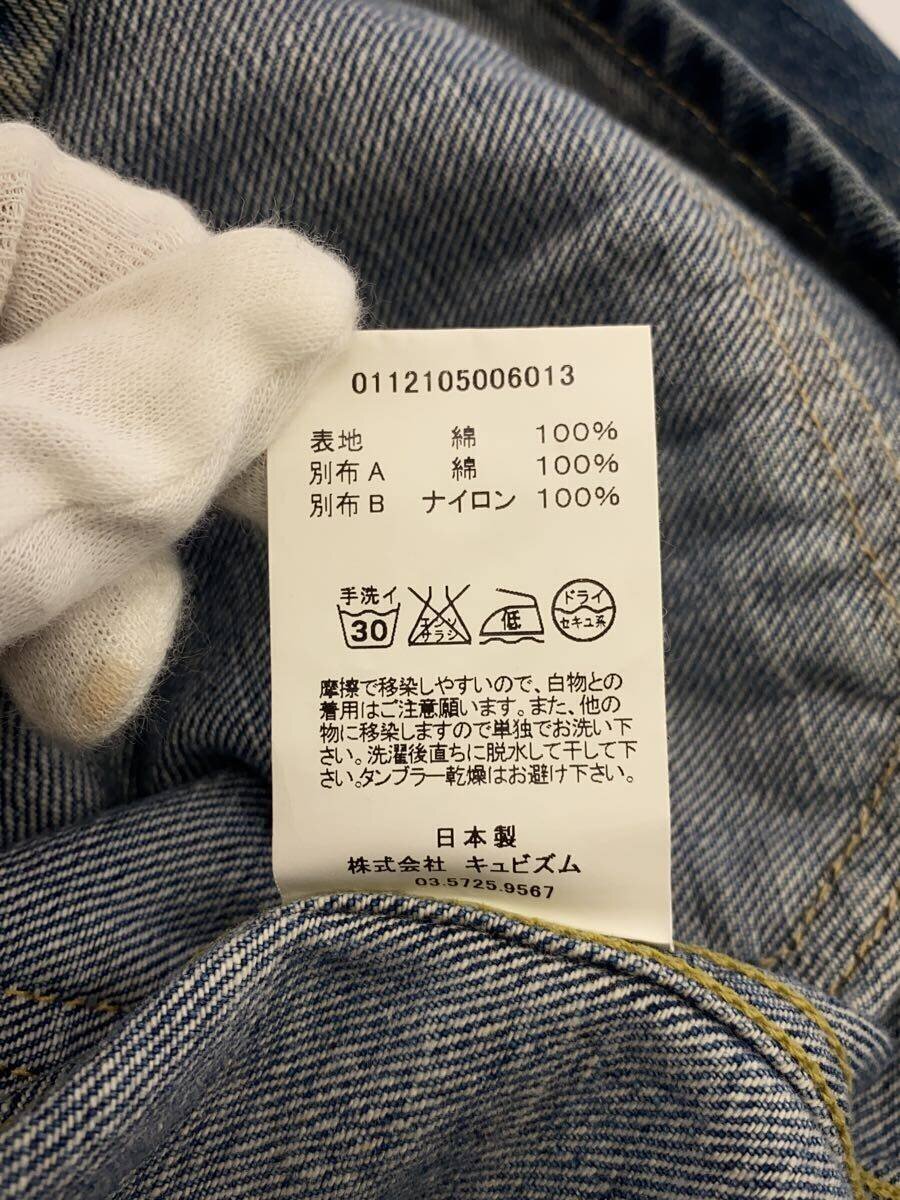 0112105006013
表地 綿 100%
別布A 綿 100%
別布B ナイロン 100%
手洗イ
30
エンソ
サラシ
低
ドライ
セキユ系
摩擦で移染しやすいので、白物との
着用はご注意願います。また、他の
物に移染しますので単独でお洗い下
さい。洗濯後直ちに脱水して干して下
さい。タンブラー乾燥はお避け下さい。
日本製
株式会社 キュビズム
03.5725.9567